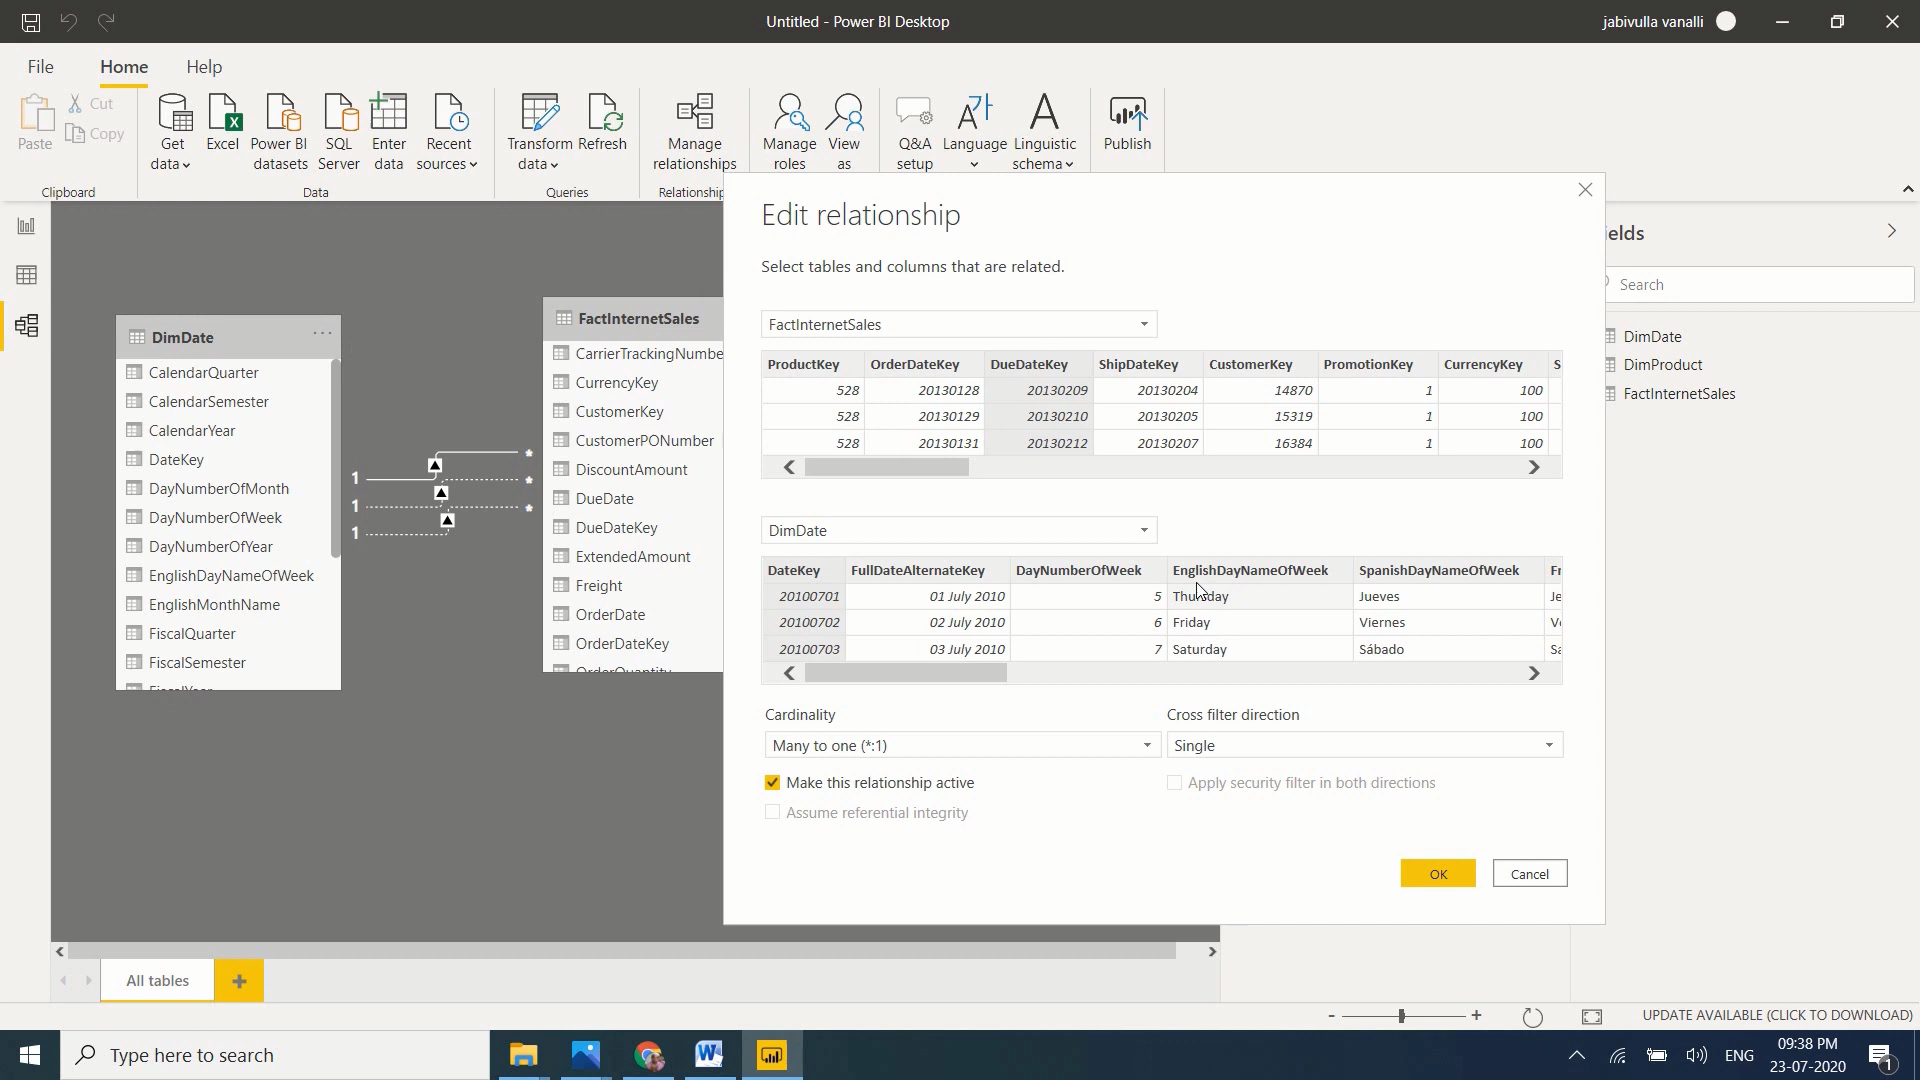 Untitled - Power BI Desktop
jabivulla vanalli
File
Home
Help
Paste
Cut
Copy
Get data
Excel
Power BI datasets
SQL Server
Enter data
Recent sources
Transform data
Refresh
Manage relationships
Manage roles
View as
Q&A setup
Language
Linguistic schema
Publish
Clipboard
Data
Queries
Relationship
DimDate
...
CalendarQuarter
CalendarSemester
CalendarYear
DateKey
DayNumberOfMonth
DayNumberOfWeek
DayNumberOfYear
EnglishDayNameOfWeek
EnglishMonthName
FiscalQuarter
FiscalSemester
FiscalYear
1 *
1 *
1 *
FactInternetSales
CarrierTrackingNumbe
CurrencyKey
CustomerKey
CustomerPONumber
DiscountAmount
DueDate
DueDateKey
ExtendedAmount
Freight
OrderDate
OrderDateKey
OrderQuantity
Edit relationship
Select tables and columns that are related.
FactInternetSales
ProductKey OrderDateKey DueDateKey ShipDateKey CustomerKey PromotionKey CurrencyKey S
528 20130128 20130209 20130204 14870 1 100
528 20130129 20130210 20130205 15319 1 100
528 20130131 20130212 20130207 16384 1 100
DimDate
DateKey FullDateAlternateKey DayNumberOfWeek EnglishDayNameOfWeek SpanishDayNameOfWeek Fr
20100701 01 July 2010 5 Thursday Jueves Je
20100702 02 July 2010 6 Friday Viernes Ve
20100703 03 July 2010 7 Saturday Sábado Sa
Cardinality
Cross filter direction
Many to one (*:1)
Single
Make this relationship active
Apply security filter in both directions
Assume referential integrity
OK
Cancel
ields
Search
DimDate
DimProduct
FactInternetSales
All tables
+
- +
UPDATE AVAILABLE (CLICK TO DOWNLOAD)
Type here to search
ENG
09:38 PM
23-07-2020
1